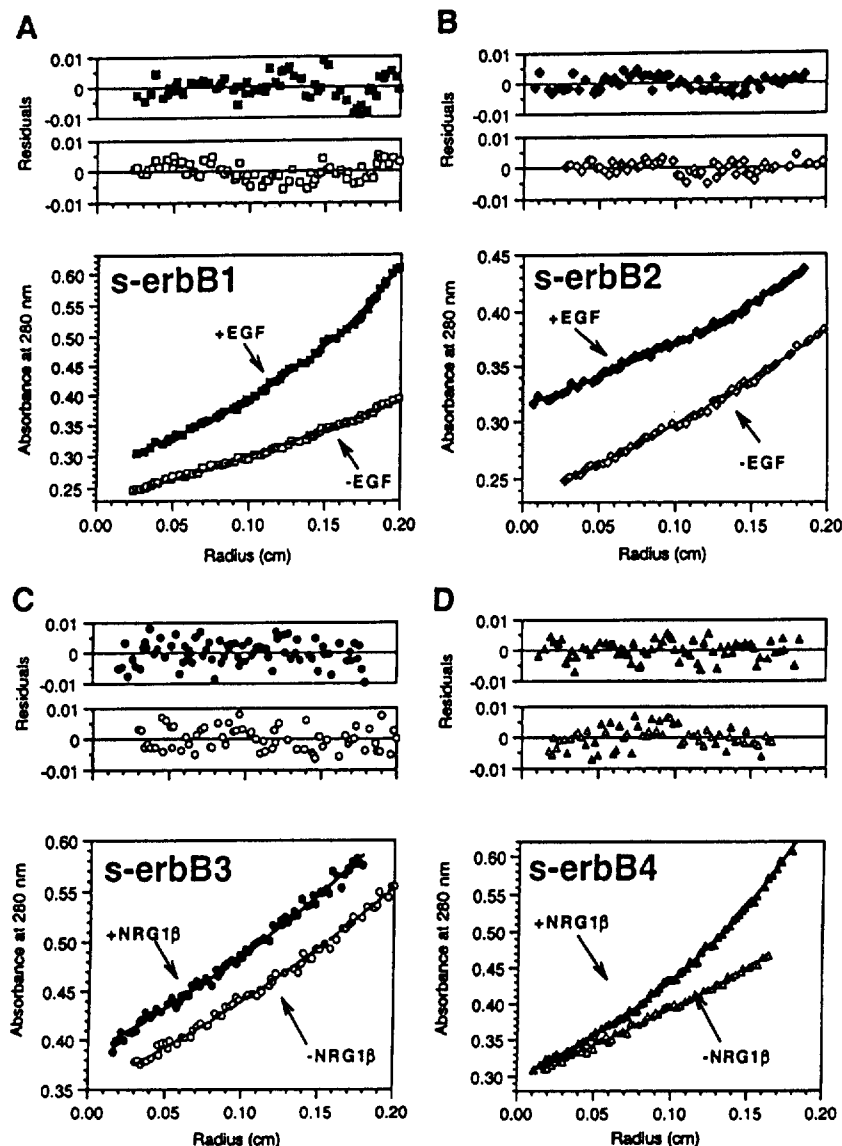 A
B
0.01
0
-0.01
Residuals
0.01
0
-0.01
0.01
0
-0.01
Residuals
0.01
0
-0.01
s-erbB1
0.60
0.55
0.50
0.45
0.40
0.35
0.30
0.25
Absorbance at 280 nm
+EGF
-EGF
0.00
0.05
0.10
0.15
0.20
Radius (cm)
s-erbB2
0.45
0.40
0.35
0.30
0.25
Absorbance at 280 nm
+EGF
-EGF
0.00
0.05
0.10
0.15
0.20
Radius (cm)
C
D
0.01
0
-0.01
Residuals
0.01
0
-0.01
0.01
0
-0.01
Residuals
0.01
0
-0.01
s-erbB3
0.60
0.55
0.50
0.45
0.40
0.35
Absorbance at 280 nm
+NRG1β
-NRG1β
0.00
0.05
0.10
0.15
0.20
Radius (cm)
s-erbB4
0.60
0.55
0.50
0.45
0.40
0.35
0.30
Absorbance at 280 nm
+NRG1β
-NRG1β
0.00
0.05
0.10
0.15
0.20
Radius (cm)